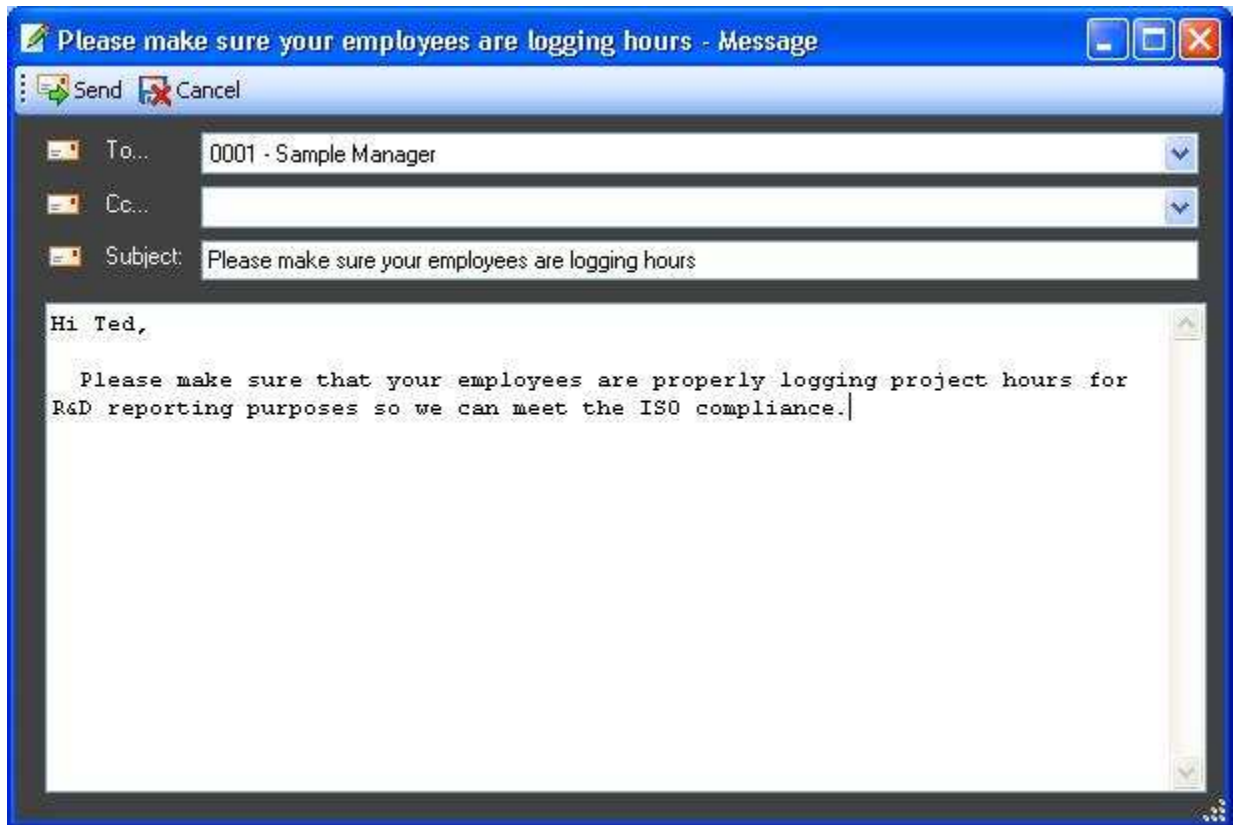 Please make sure your employees are logging hours - Message
Send Cancel
To... 0001 - Sample Manager
Cc...
Subject: Please make sure your employees are logging hours
Hi Ted,
Please make sure that your employees are properly logging project hours for
R&D reporting purposes so we can meet the ISO compliance.